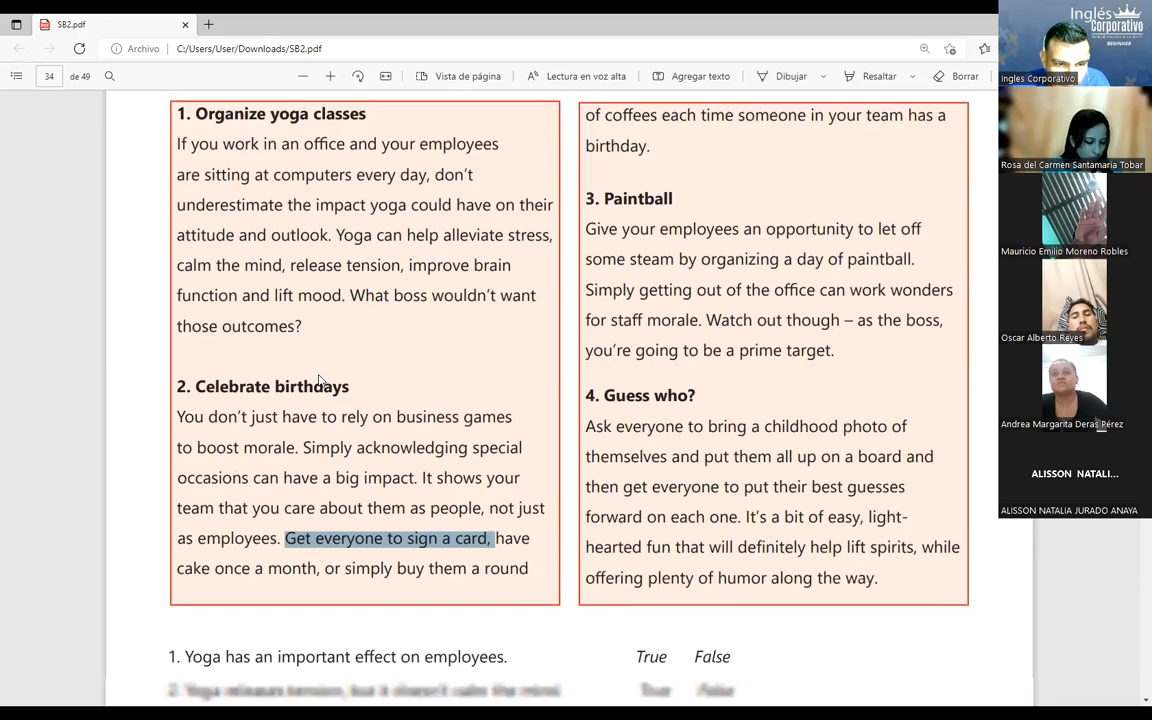 SB2.pdf
Archivo
C:/Users/User/Downloads/SB2.pdf
34
de 49
Vista de página
Lectura en voz alta
Agregar texto
Dibujar
Resaltar
Borrar
1. Organize yoga classes
If you work in an office and your employees
are sitting at computers every day, don't
underestimate the impact yoga could have on their
attitude and outlook. Yoga can help alleviate stress,
calm the mind, release tension, improve brain
function and lift mood. What boss wouldn't want
those outcomes?
2. Celebrate birthdays
You don't just have to rely on business games
to boost morale. Simply acknowledging special
occasions can have a big impact. It shows your
team that you care about them as people, not just
as employees. Get everyone to sign a card, have
cake once a month, or simply buy them a round
of coffees each time someone in your team has a
birthday.
3. Paintball
Give your employees an opportunity to let off
some steam by organizing a day of paintball.
Simply getting out of the office can work wonders
for staff morale. Watch out though – as the boss,
you're going to be a prime target.
4. Guess who?
Ask everyone to bring a childhood photo of
themselves and put them all up on a board and
then get everyone to put their best guesses
forward on each one. It's a bit of easy, light-
hearted fun that will definitely help lift spirits, while
offering plenty of humor along the way.
1. Yoga has an important effect on employees. True False
2. Yoga releases tension, but it doesn't calm the mind. True False
Inglés
Corporativo
BEGINNER
Ingles Corporativo
Rosa del Carmen Santamaria Tobar
Mauricio Emilio Moreno Robles
Oscar Alberto Reyes
Andrea Margarita Deras Pérez
ALISSON NATALI...
ALISSON NATALIA JURADO ANAYA